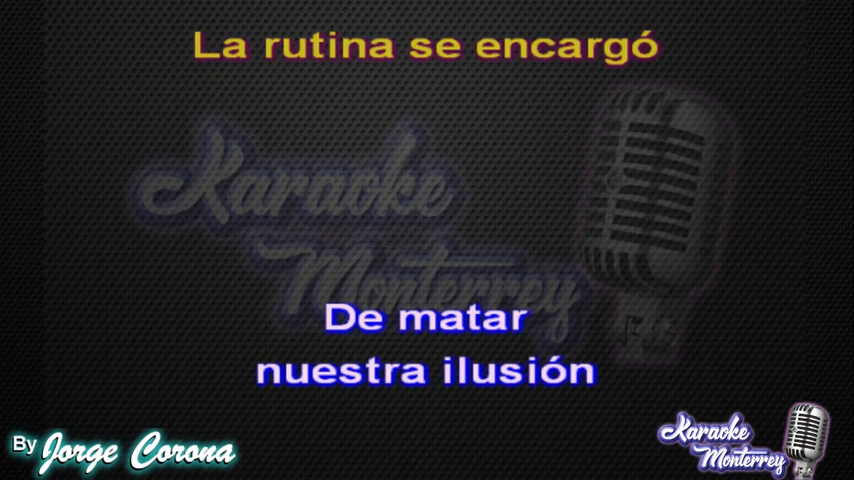 La rutina se encargó
Karaoke
Monterrey
De matar
nuestra ilusión
By Jorge Corona
Karaoke
Monterrey